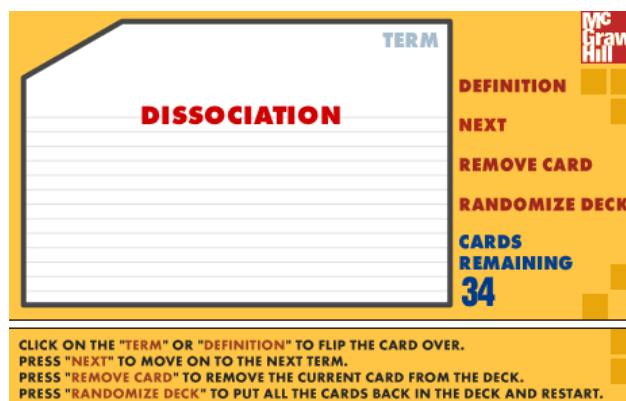 TERM
Mc
Graw
Hill
DISSOCIATION
DEFINITION
NEXT
REMOVE CARD
RANDOMIZE DECK
CARDS
REMAINING
34
CLICK ON THE "TERM" OR "DEFINITION" TO FLIP THE CARD OVER.
PRESS "NEXT" TO MOVE ON TO THE NEXT TERM.
PRESS "REMOVE CARD" TO REMOVE THE CURRENT CARD FROM THE DECK.
PRESS "RANDOMIZE DECK" TO PUT ALL THE CARDS BACK IN THE DECK AND RESTART.